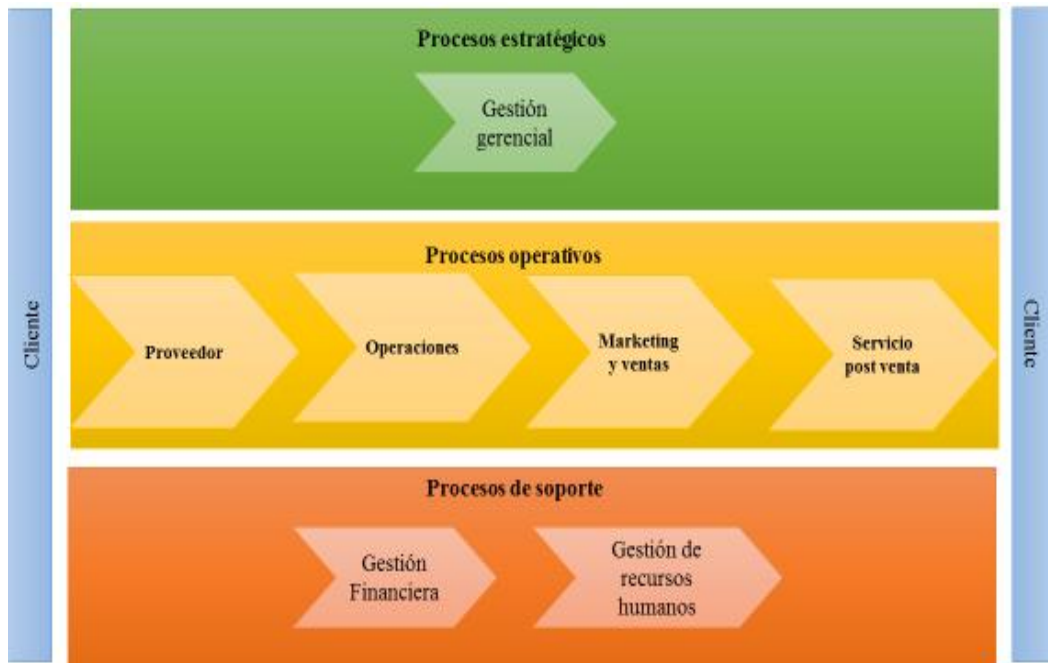 Cliente
Procesos estratégicos
Gestión
gerencial
Procesos operativos
Proveedor
Operaciones
Marketing
y ventas
Servicio
post venta
Procesos de soporte
Gestión
Financiera
Gestión de
recursos
humanos
Cliente